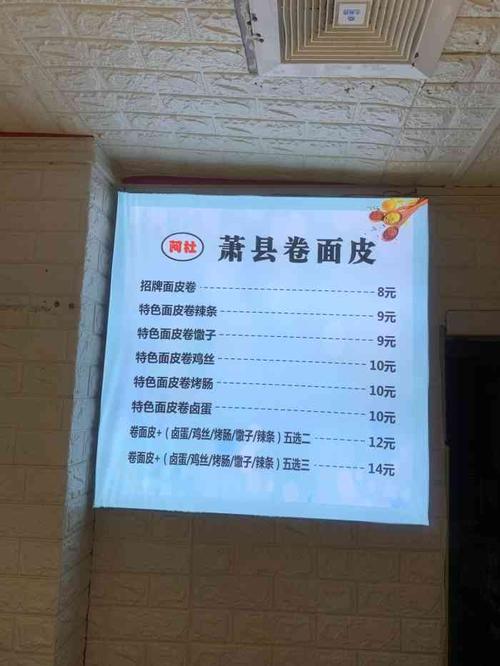 阿杜 萧县卷面皮
招牌面皮卷 8元
特色面皮卷辣条 9元
特色面皮卷馓子 9元
特色面皮卷鸡丝 10元
特色面皮卷烤肠 10元
特色面皮卷卤蛋 10元
卷面皮+（卤蛋/鸡丝/烤肠/馓子/辣条）五选二 12元
卷面皮+（卤蛋/鸡丝/烤肠/馓子/辣条）五选三 14元